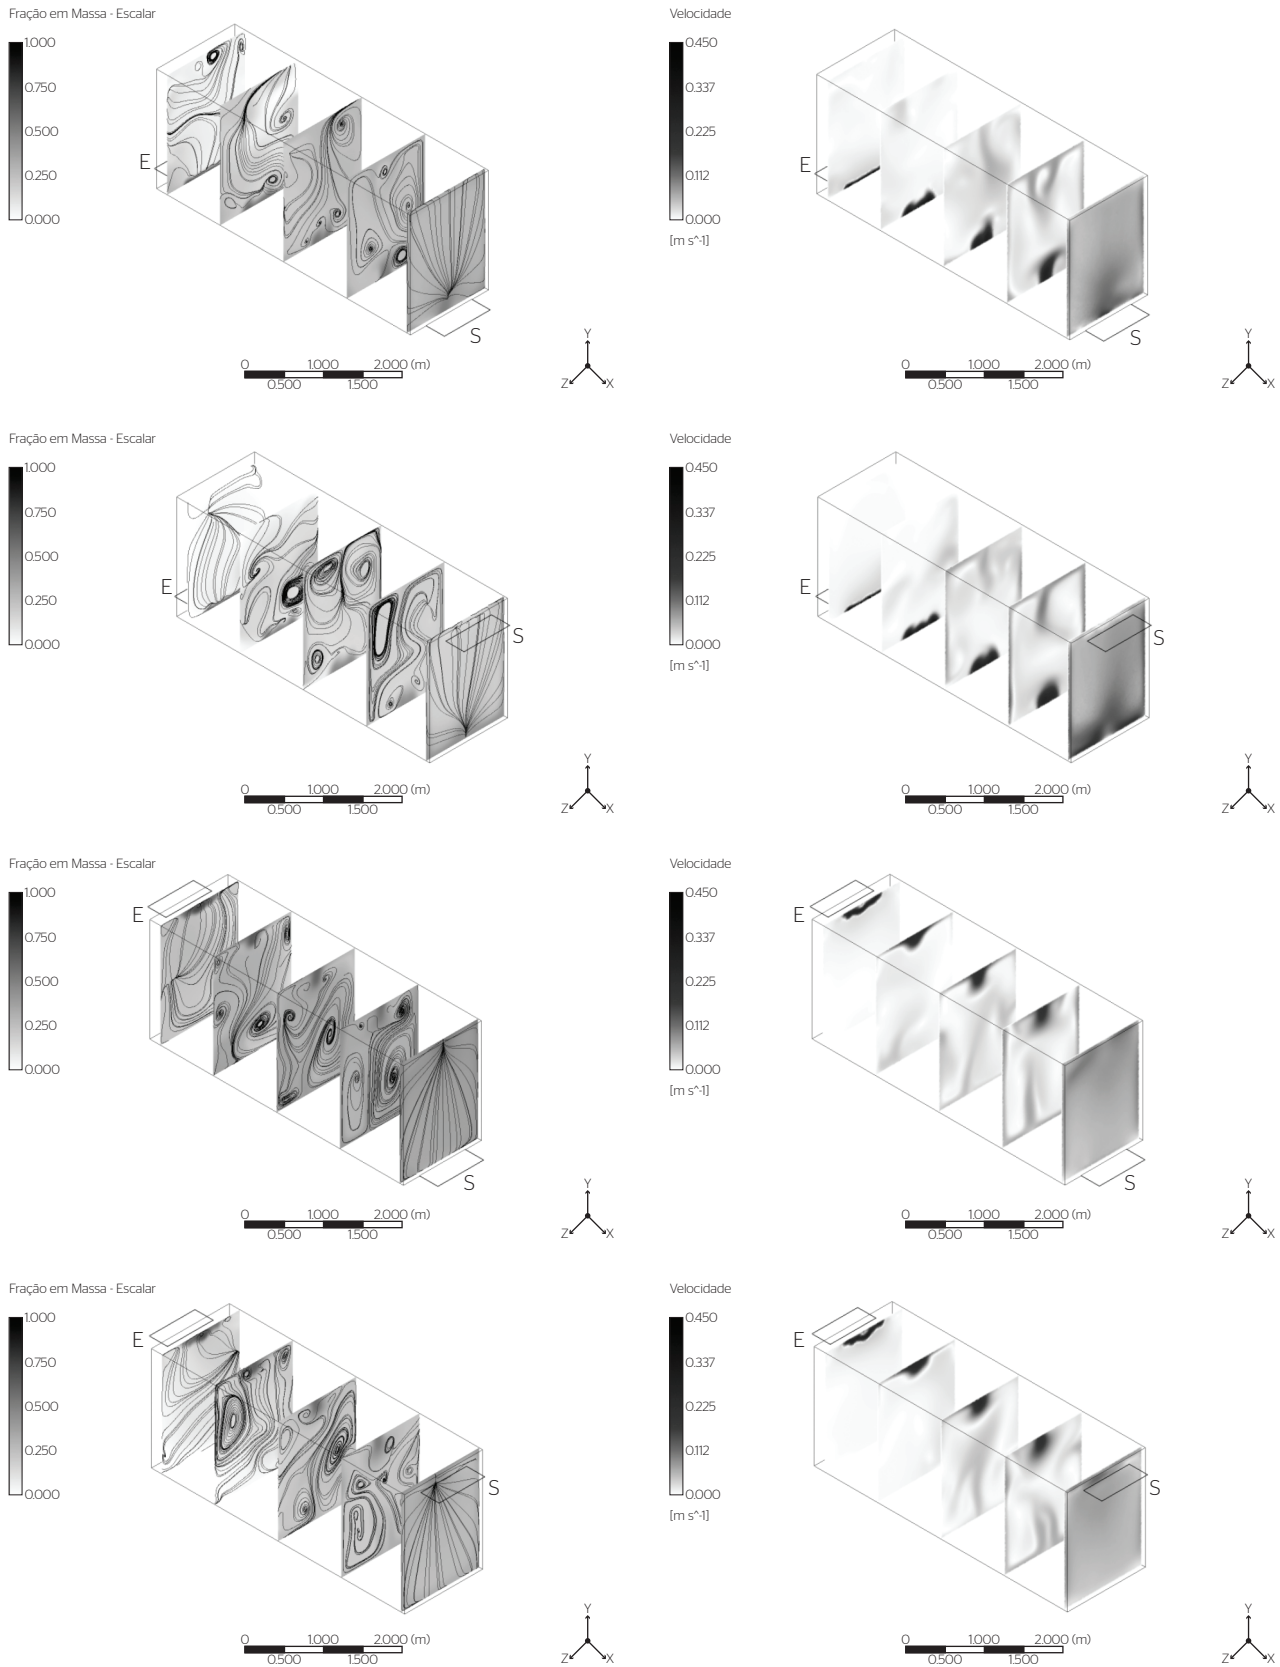 Fração em Massa - Escalar
1.000
0.750
0.500
0.250
0.000
E
S
0 1.000 2.000 (m)
0.500 1.500
Y
Z X
Velocidade
0.450
0.337
0.225
0.112
0.000
[m s^-1]
E
S
0 1.000 2.000 (m)
0.500 1.500
Y
Z X
Fração em Massa - Escalar
1.000
0.750
0.500
0.250
0.000
E
S
0 1.000 2.000 (m)
0.500 1.500
Y
Z X
Velocidade
0.450
0.337
0.225
0.112
0.000
[m s^-1]
E
S
0 1.000 2.000 (m)
0.500 1.500
Y
Z X
Fração em Massa - Escalar
1.000
0.750
0.500
0.250
0.000
E
S
0 1.000 2.000 (m)
0.500 1.500
Y
Z X
Velocidade
0.450
0.337
0.225
0.112
0.000
[m s^-1]
E
S
0 1.000 2.000 (m)
0.500 1.500
Y
Z X
Fração em Massa - Escalar
1.000
0.750
0.500
0.250
0.000
E
S
0 1.000 2.000 (m)
0.500 1.500
Y
Z X
Velocidade
0.450
0.337
0.225
0.112
0.000
[m s^-1]
E
S
0 1.000 2.000 (m)
0.500 1.500
Y
Z X